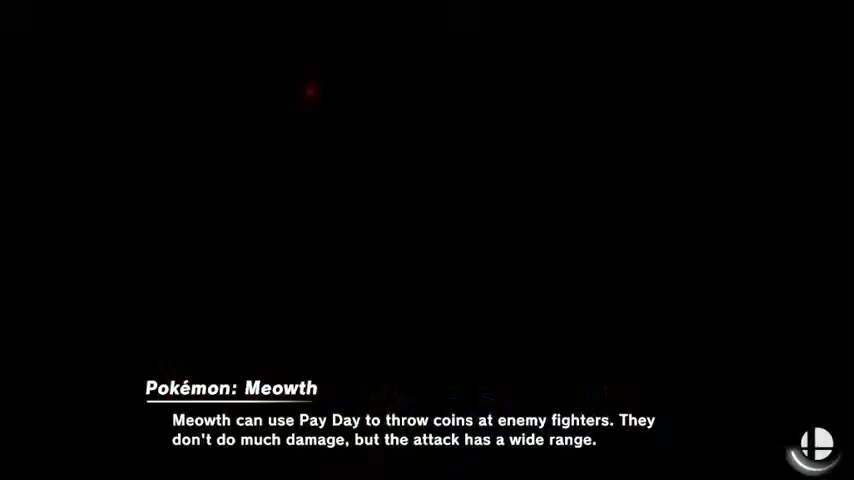 Pokémon: Meowth
Meowth can use Pay Day to throw coins at enemy fighters. They
don't do much damage, but the attack has a wide range.